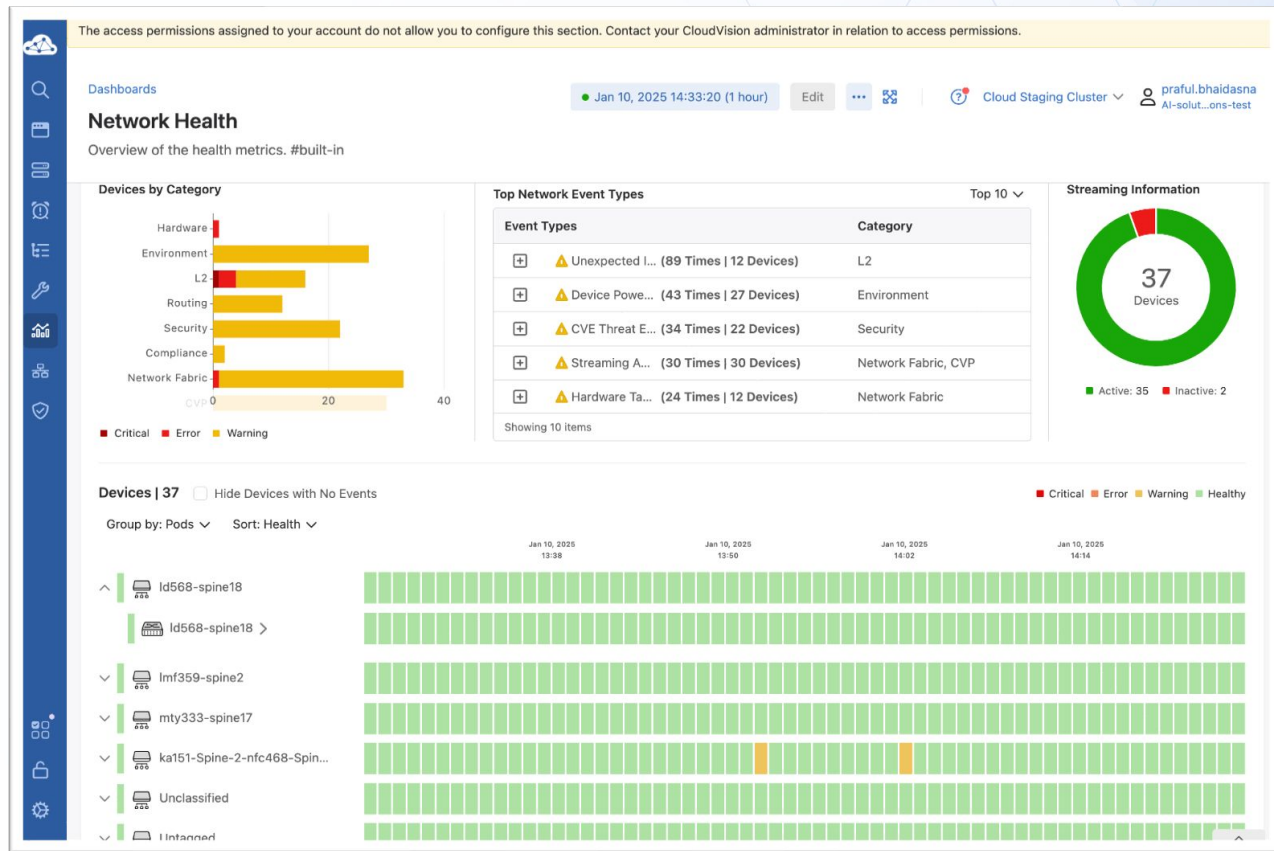 The access permissions assigned to your account do not allow you to configure this section. Contact your CloudVision administrator in relation to access permissions.
Dashboards
Jan 10, 2025 14:33:20 (1 hour)
Edit
Cloud Staging Cluster
praful.bhaidasna
AI-solut...ons-test
Network Health
Overview of the health metrics. #built-in
Devices by Category
Hardware
Environment
L2
Routing
Security
Compliance
Network Fabric
CVP
0 20 40
Critical Error Warning
Top Network Event Types
Top 10
Event Types Category
Unexpected I... (89 Times | 12 Devices) L2
Device Powe... (43 Times | 27 Devices) Environment
CVE Threat E... (34 Times | 22 Devices) Security
Streaming A... (30 Times | 30 Devices) Network Fabric, CVP
Hardware Ta... (24 Times | 12 Devices) Network Fabric
Showing 10 items
Streaming Information
37
Devices
Active: 35 Inactive: 2
Devices | 37 Hide Devices with No Events
Critical Error Warning Healthy
Group by: Pods Sort: Health
Jan 10, 2025 Jan 10, 2025 Jan 10, 2025 Jan 10, 2025
13:38 13:50 14:02 14:14
ld568-spine18
ld568-spine18
lmf359-spine2
mty333-spine17
ka151-Spine-2-nfc468-Spin...
Unclassified
Untagged